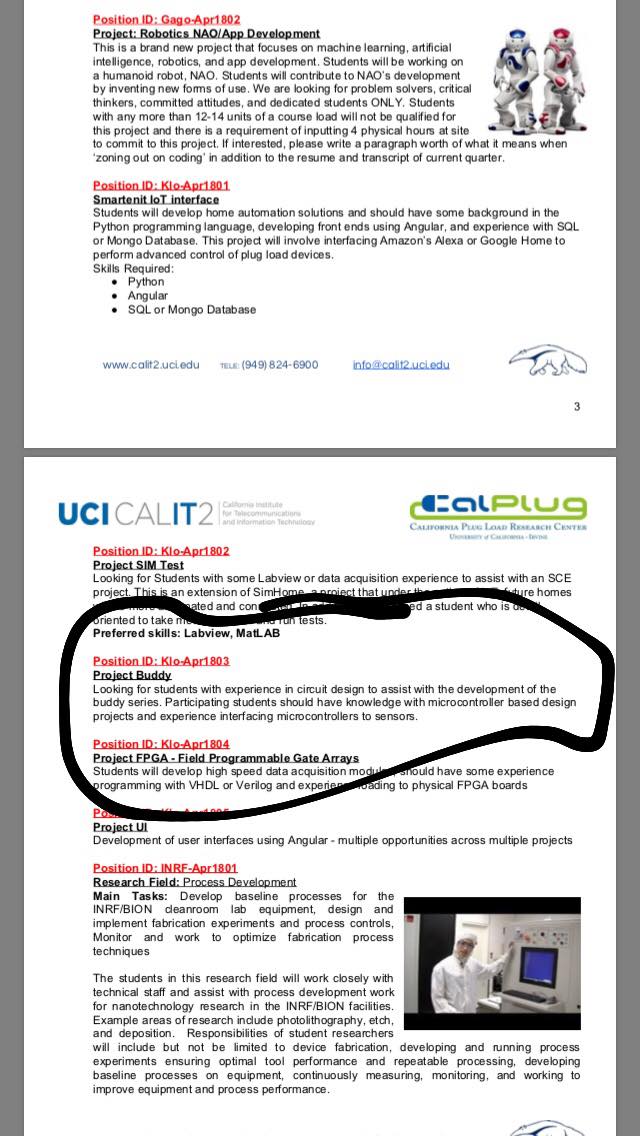 Position ID: Gago-Apr1802
Project: Robotics NAO/App Development
This is a brand new project that focuses on machine learning, artificial
intelligence, robotics, and app development. Students will be working on
a humanoid robot, NAO. Students will contribute to NAO's development
by inventing new forms of use. We are looking for problem solvers, critical
thinkers, committed attitudes, and dedicated students ONLY. Students
with any more than 12-14 units of a course load will not be qualified for
this project and there is a requirement of inputting 4 physical hours at site
to commit to this project. If interested, please write a paragraph worth of what it means when
'zoning out on coding' in addition to the resume and transcript of current quarter.
Position ID: Klo-Apr1801
Smartenit IoT interface
Students will develop home automation solutions and should have some background in the
Python programming language, developing front ends using Angular, and experience with SQL
or Mongo Database. This project will involve interfacing Amazon's Alexa or Google Home to
perform advanced control of plug load devices.
Skills Required:
• Python
• Angular
• SQL or Mongo Database
www.calit2.uci.edu TELE: (949) 824-6900 info@calit2.uci.edu
3
UCI CALIT2 California Institute
for Telecommunications
and Information Technology
CalPlug
CALIFORNIA PLUG LOAD RESEARCH CENTER
UNIVERSITY OF CALIFORNIA - IRVINE
Position ID: Klo-Apr1802
Project SIM Test
Looking for Students with some Labview or data acquisition experience to assist with an SCE
project. This is an extension of SimHome, a project that under the future homes
more and In a student who is
oriented to take and run tests.
Preferred skills: Labview, MatLAB
Position ID: Klo-Apr1803
Project Buddy
Looking for students with experience in circuit design to assist with the development of the
buddy series. Participating students should have knowledge with microcontroller based design
projects and experience interfacing microcontrollers to sensors.
Position ID: Klo-Apr1804
Project FPGA - Field Programmable Gate Arrays
Students will develop high speed data acquisition should have some experience
programming with VHDL or Verilog and loading to physical FPGA boards
Project UI
Development of user interfaces using Angular - multiple opportunities across multiple projects
Position ID: INRF-Apr1801
Research Field: Process Development
Main Tasks: Develop baseline processes for the
INRF/BION cleanroom lab equipment, design and
implement fabrication experiments and process controls,
Monitor and work to optimize fabrication process
techniques
The students in this research field will work closely with
technical staff and assist with process development work
for nanotechnology research in the INRF/BION facilities.
Example areas of research include photolithography, etch,
and deposition. Responsibilities of student researchers
will include but not be limited to device fabrication, developing and running process
experiments ensuring optimal tool performance and repeatable processing, developing
baseline processes on equipment, continuously measuring, monitoring, and working to
improve equipment and process performance.